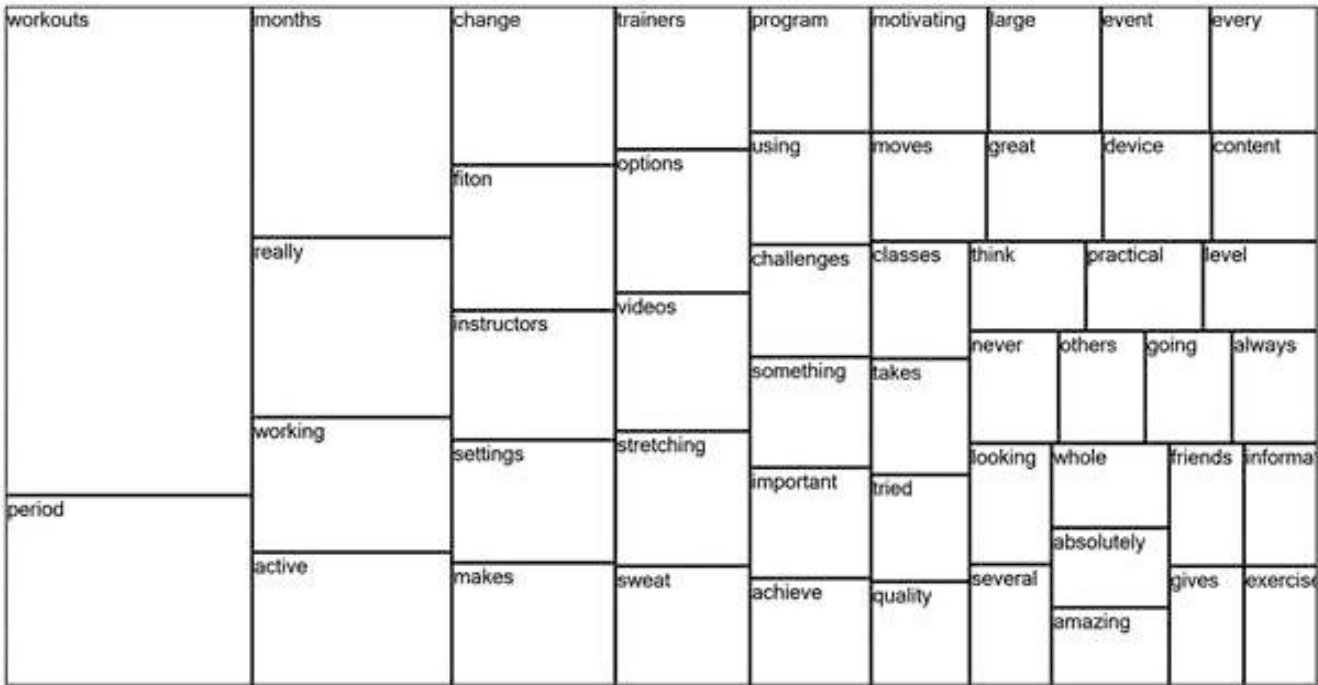 workouts
months
change
trainers
program
motivating
large
event
every
using
moves
great
device
content
options
fiton
really
challenges
classes
think
practical
level
videos
instructors
never
others
going
always
something
takes
working
stretching
settings
looking
whole
friends
informat
important
tried
period
absolutely
active
makes
sweat
achieve
quality
several
gives
exercise
amazing